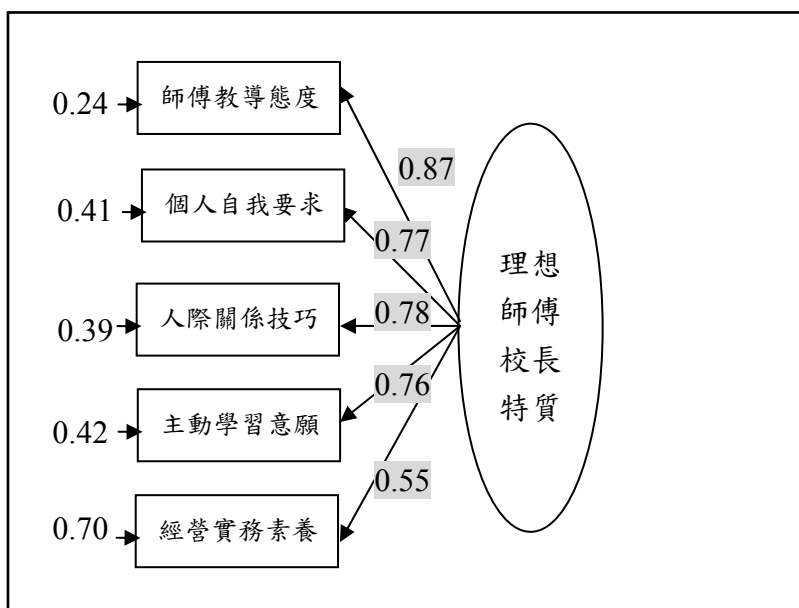 0.24
師傅教導態度
0.87
0.41
個人自我要求
0.77
0.39
人際關係技巧
0.78
0.42
主動學習意願
0.76
0.70
經營實務素養
0.55
理想
師傅
校長
特質